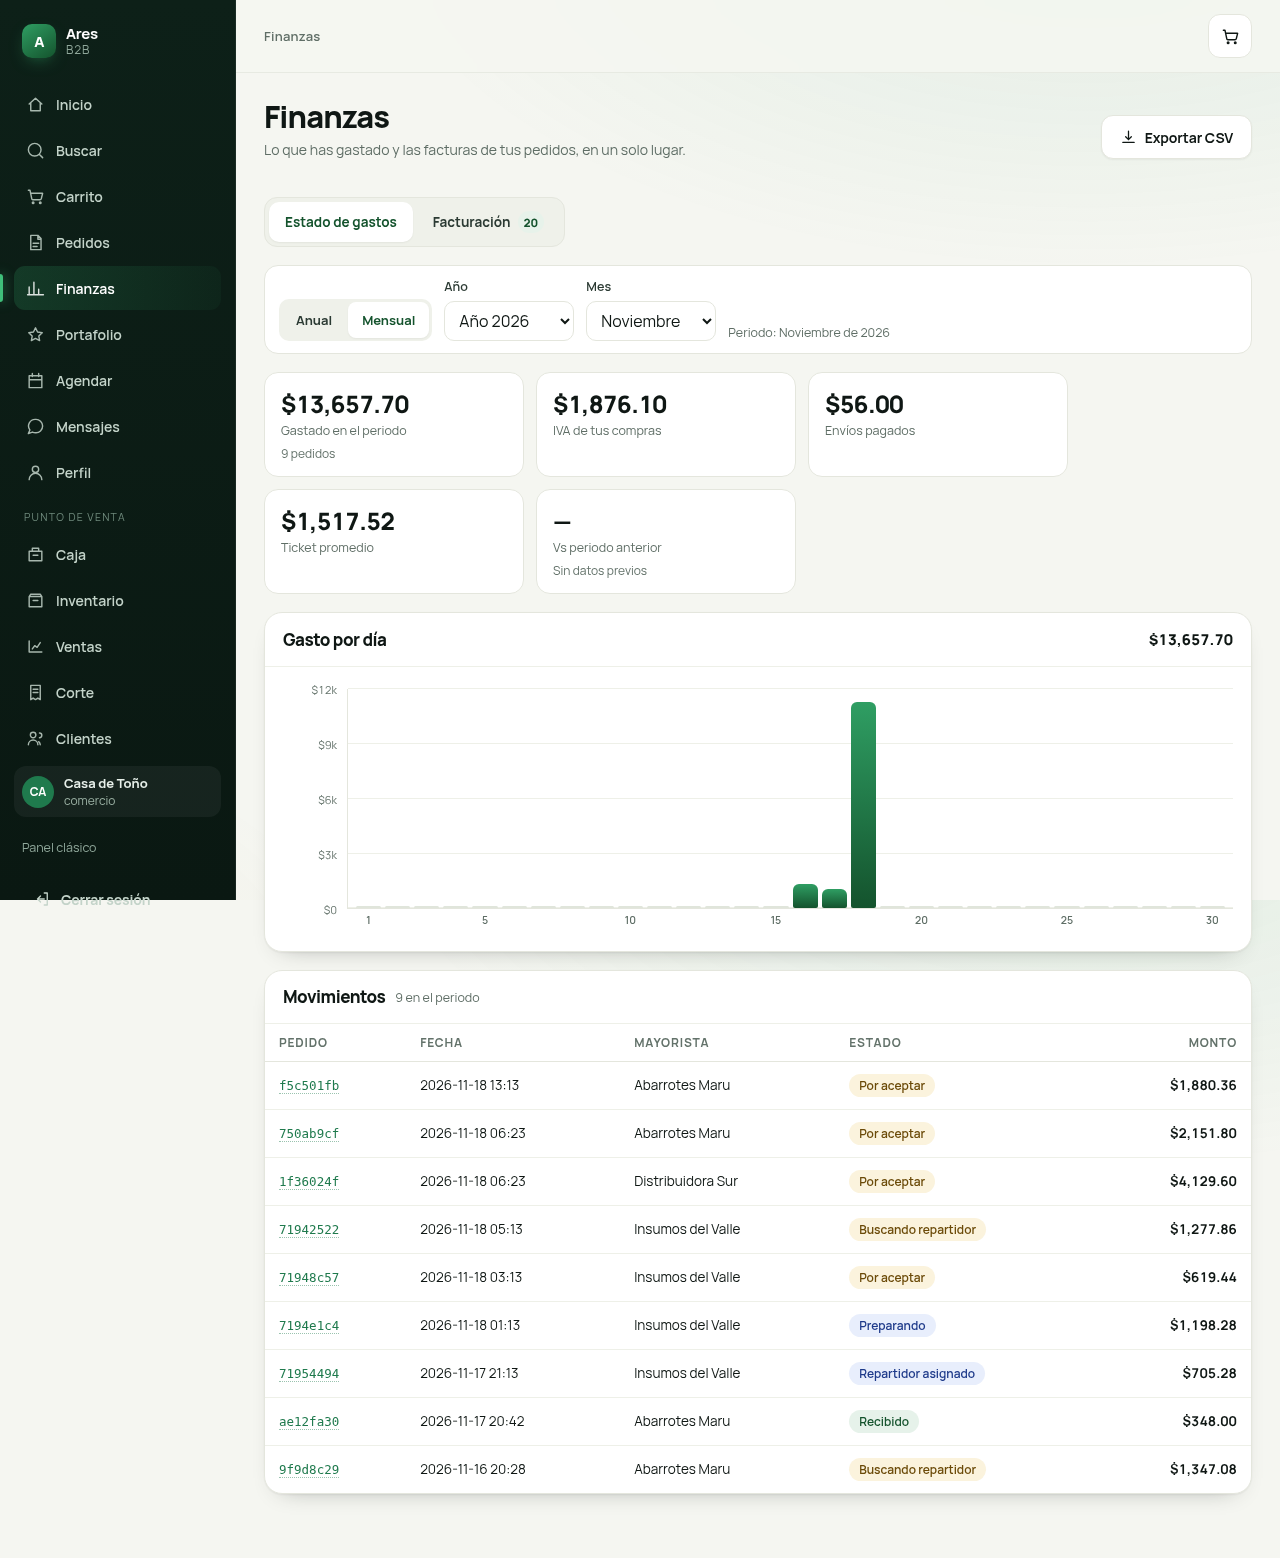 A
Ares
B2B
Inicio
Buscar
Carrito
Pedidos
Finanzas
Portafolio
Agendar
Mensajes
Perfil
PUNTO DE VENTA
Caja
Inventario
Ventas
Corte
Clientes
CA
Casa de Toño
comercio
Panel clásico
Cerrar sesión
Finanzas
Finanzas
Lo que has gastado y las facturas de tus pedidos, en un solo lugar.
Exportar CSV
Estado de gastos
Facturación 20
Año
Mes
Anual
Mensual
Año 2026
Noviembre
Periodo: Noviembre de 2026
$13,657.70
Gastado en el periodo
9 pedidos
$1,876.10
IVA de tus compras
$56.00
Envíos pagados
$1,517.52
Ticket promedio
—
Vs periodo anterior
Sin datos previos
Gasto por día
$13,657.70
$12k
$9k
$6k
$3k
$0
1 5 10 15 20 25 30
Movimientos 9 en el periodo
PEDIDO FECHA MAYORISTA ESTADO MONTO
f5c501fb 2026-11-18 13:13 Abarrotes Maru Por aceptar $1,880.36
750ab9cf 2026-11-18 06:23 Abarrotes Maru Por aceptar $2,151.80
1f36024f 2026-11-18 06:23 Distribuidora Sur Por aceptar $4,129.60
71942522 2026-11-18 05:13 Insumos del Valle Buscando repartidor $1,277.86
71948c57 2026-11-18 03:13 Insumos del Valle Por aceptar $619.44
7194e1c4 2026-11-18 01:13 Insumos del Valle Preparando $1,198.28
71954494 2026-11-17 21:13 Insumos del Valle Repartidor asignado $705.28
ae12fa30 2026-11-17 20:42 Abarrotes Maru Recibido $348.00
9f9d8c29 2026-11-16 20:28 Abarrotes Maru Buscando repartidor $1,347.08